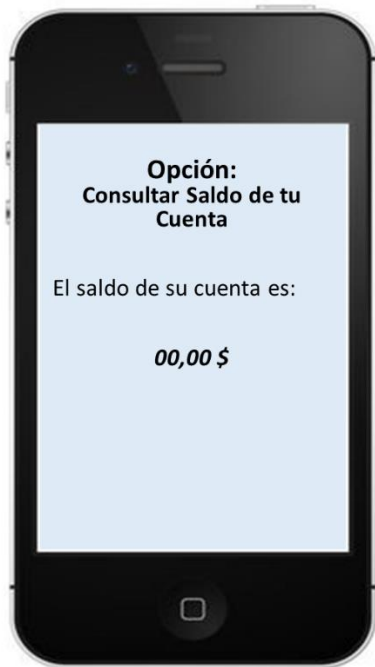 Opción:
Consultar Saldo de tu
Cuenta
El saldo de su cuenta es:
00,00 $